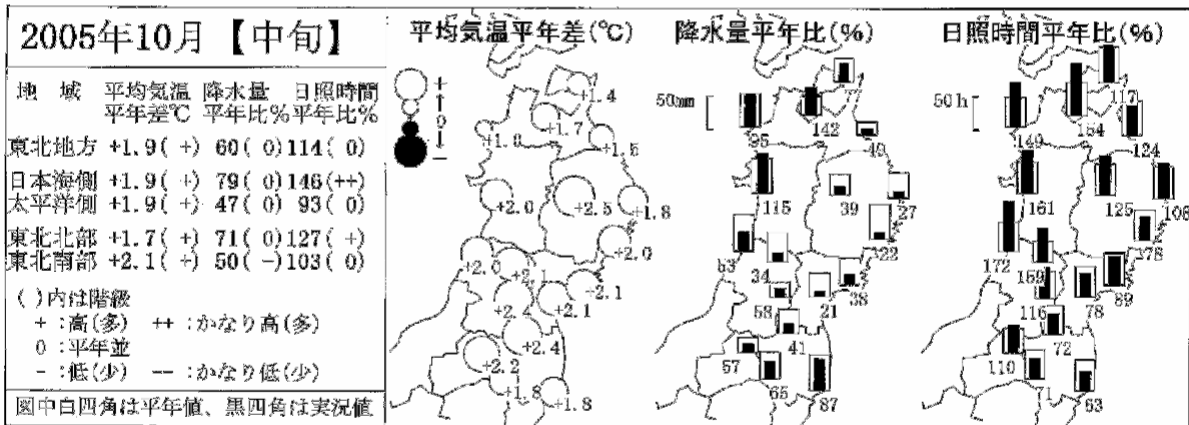 2005年10月【中旬】
地域 平均気温 降水量 日照時間
平年差℃ 平年比% 平年比%
東北地方 +1.9( +) 60( 0) 114( 0)
日本海側 +1.9( +) 79( 0) 146(++)
太平洋側 +1.9( +) 47( 0) 93( 0)
東北北部 +1.7( +) 71( 0) 127( +)
東北南部 +2.1( +) 50( -) 103( 0)
( )内は階級
+ :高(多) ++ :かなり高(多)
0 :平年並
- :低(少) -- :かなり低(少)
図中白四角は平年値、黒四角は実況値
平均気温平年差(℃)
+
0
-
+1.4
+1.7
+1.5
+2.0
+2.5
+1.8
+2.0
+2.0
+2.1
+2.1
+2.4
+2.2
+1.8
+1.8
降水量平年比(%)
50mm
77
95
142
49
115
39
27
22
53
34
38
58
21
41
57
65
87
日照時間平年比(%)
50h
117
149
154
124
161
125
108
78
172
159
89
116
78
72
110
71